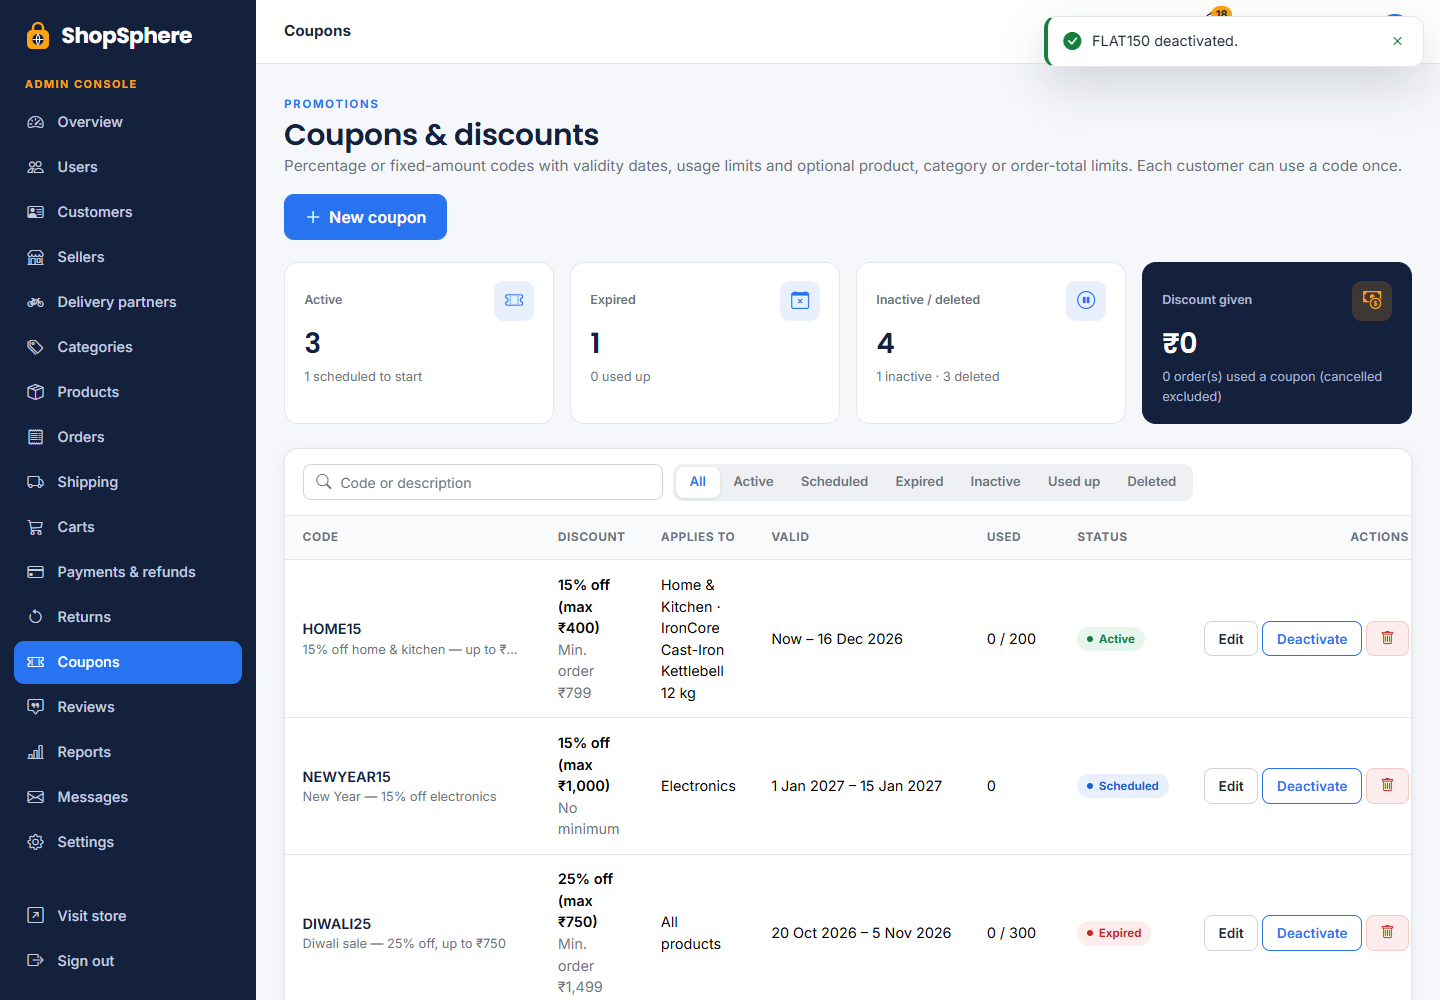 ShopSphere
ADMIN CONSOLE
Overview
Users
Customers
Sellers
Delivery partners
Categories
Products
Orders
Shipping
Carts
Payments & refunds
Returns
Coupons
Reviews
Reports
Messages
Settings
Visit store
Sign out
Coupons
18
FLAT150 deactivated.
PROMOTIONS
Coupons & discounts
Percentage or fixed-amount codes with validity dates, usage limits and optional product, category or order-total limits. Each customer can use a code once.
New coupon
Active
3
1 scheduled to start
Expired
1
0 used up
Inactive / deleted
4
1 inactive · 3 deleted
Discount given
₹0
0 order(s) used a coupon (cancelled
excluded)
Code or description
All Active Scheduled Expired Inactive Used up Deleted
CODE DISCOUNT APPLIES TO VALID USED STATUS ACTIONS
HOME15
15% off home & kitchen — up to ₹...
15% off
(max
₹400)
Min.
order
₹799
Home &
Kitchen ·
IronCore
Cast-Iron
Kettlebell
12 kg
Now – 16 Dec 2026
0 / 200
Active
Edit Deactivate
NEWYEAR15
New Year — 15% off electronics
15% off
(max
₹1,000)
No
minimum
Electronics
1 Jan 2027 – 15 Jan 2027
0
Scheduled
Edit Deactivate
DIWALI25
Diwali sale — 25% off, up to ₹750
25% off
(max
₹750)
Min.
order
₹1,499
All
products
20 Oct 2026 – 5 Nov 2026
0 / 300
Expired
Edit Deactivate